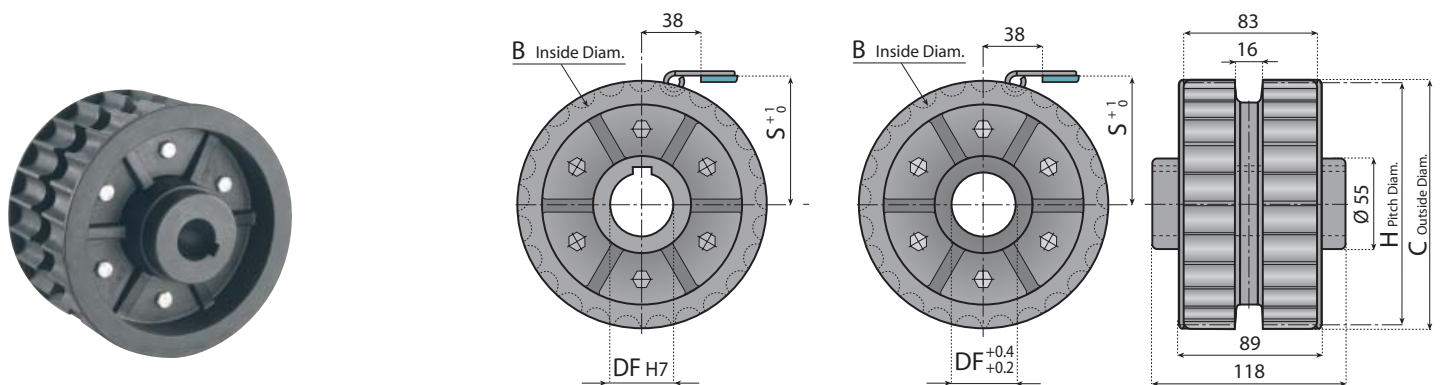 38
B Inside Diam.
S +1 0
DF H7
38
B Inside Diam.
S +1 0
DF +0.4 +0.2
83
16
Ø 55
H Pitch Diam.
C Outside Diam.
89
118